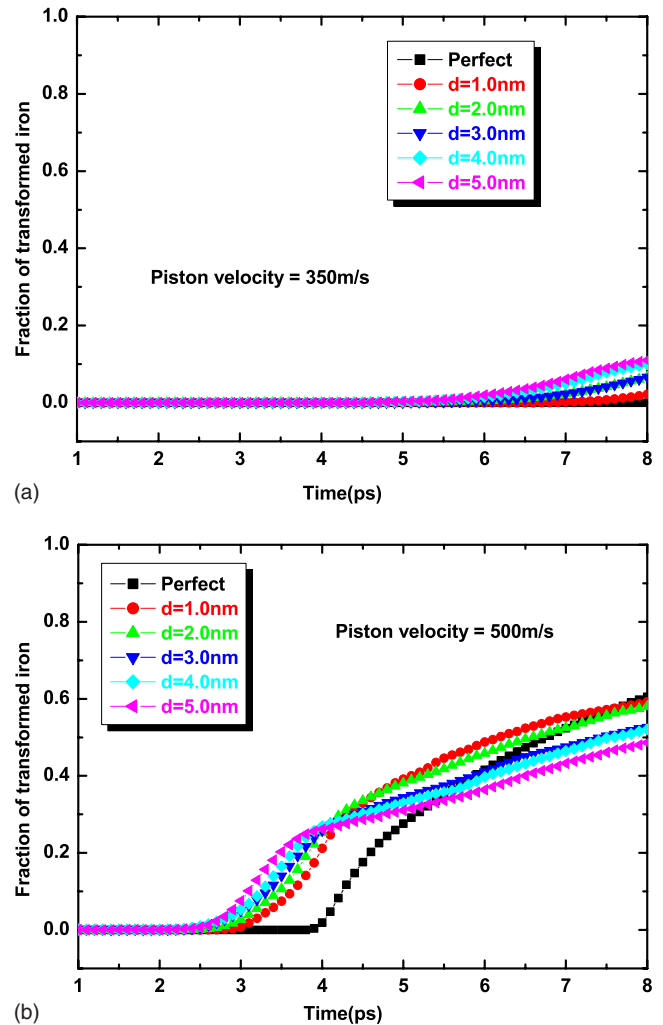 1.0
0.8
0.6
0.4
0.2
0.0
Fraction of transformed iron
Perfect
d=1.0nm
d=2.0nm
d=3.0nm
d=4.0nm
d=5.0nm
Piston velocity = 350m/s
1 2 3 4 5 6 7 8
Time(ps)
(a)
1.0
0.8
0.6
0.4
0.2
0.0
Fraction of transformed iron
Perfect
d=1.0nm
d=2.0nm
d=3.0nm
d=4.0nm
d=5.0nm
Piston velocity = 500m/s
1 2 3 4 5 6 7 8
Time(ps)
(b)